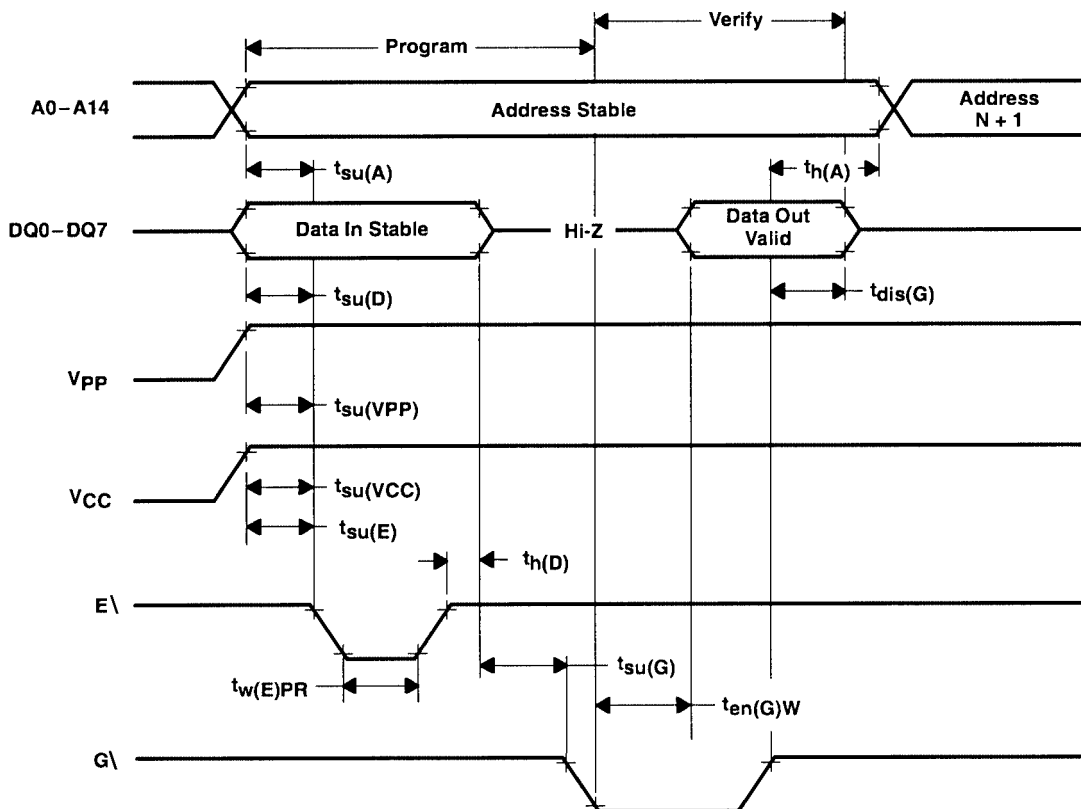 Verify
Program
A0–A14
Address Stable
Address
N + 1
tsu(A)
th(A)
DQ0–DQ7
Data In Stable
Hi-Z
Data Out
Valid
tsu(D)
tdis(G)
VPP
tsu(VPP)
VCC
tsu(VCC)
tsu(E)
th(D)
E\
tsu(G)
tw(E)PR
ten(G)W
G\